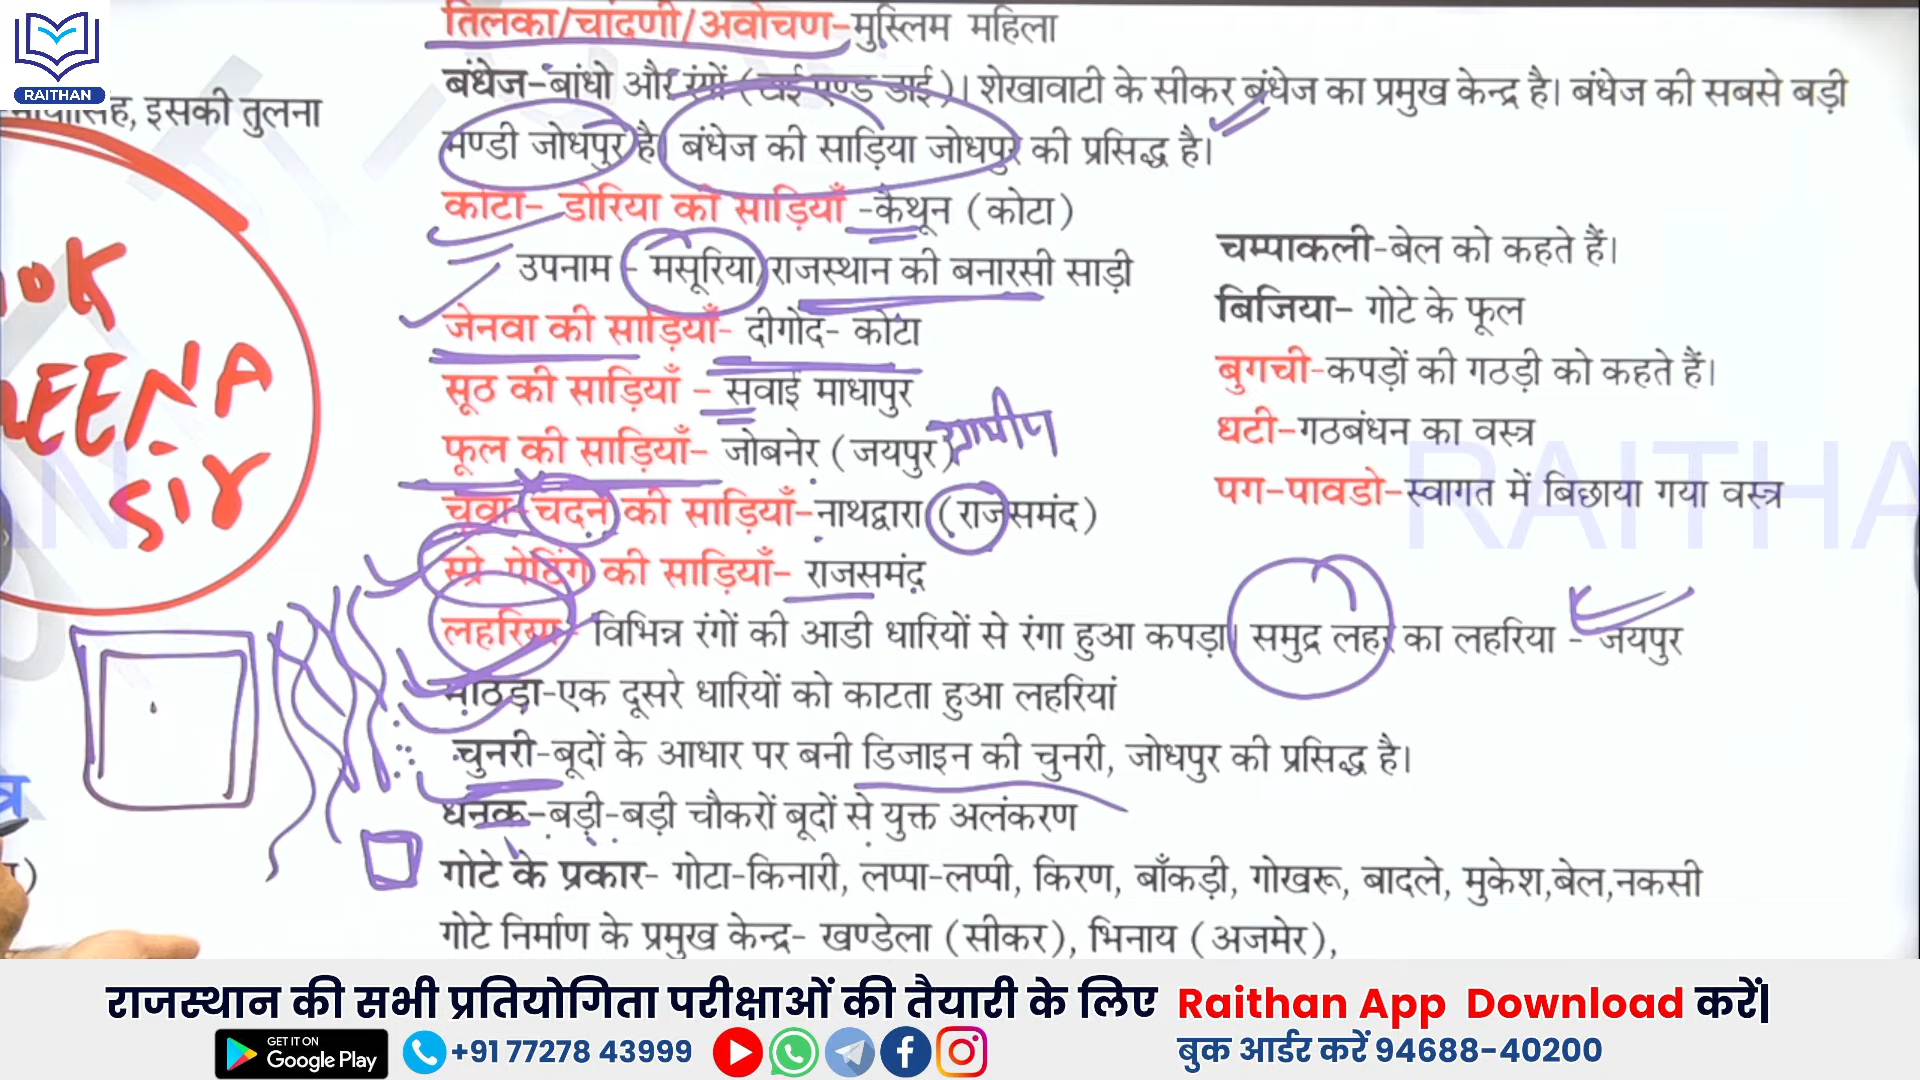 RAITHAN
इसकी तुलना
OK
MEENA
SIR
तिलका/चांदणी/अवोचण-मुस्लिम महिला
बंधेज-बांधो और रंगों (टाई एण्ड डाई)। शेखावाटी के सीकर बंधेज का प्रमुख केन्द्र है। बंधेज की सबसे बड़ी
मण्डी जोधपुर है। बंधेज की साड़िया जोधपुर की प्रसिद्ध है।
कोटा- डोरिया की साड़ियाँ -कैथून (कोटा)
उपनाम - मसूरिया/राजस्थान की बनारसी साड़ी
जेनवा की साड़ियाँ- दीगोद- कोटा
सूठ की साड़ियाँ - सवाई माधापुर
फूल की साड़ियाँ- जोबनेर (जयपुर) ग्रामीण
चूवा-चंदन की साड़ियाँ-नाथद्वारा (राजसमंद)
स्प्रे पेंटिंग की साड़ियाँ- राजसमंद
लहरिया- विभिन्न रंगों की आडी धारियों से रंगा हुआ कपड़ा। समुद्र लहर का लहरिया - जयपुर
मोठड़ा-एक दूसरे धारियों को काटता हुआ लहरियां
चुनरी-बूदों के आधार पर बनी डिजाइन की चुनरी, जोधपुर की प्रसिद्ध है।
धनक-बड़ी-बड़ी चौकरों बूदों से युक्त अलंकरण
गोटे के प्रकार- गोटा-किनारी, लप्पा-लप्पी, किरण, बाँकड़ी, गोखरू, बादले, मुकेश,बेल,नकसी
गोटे निर्माण के प्रमुख केन्द्र- खण्डेला (सीकर), भिनाय (अजमेर),
चम्पाकली-बेल को कहते हैं।
बिजिया- गोटे के फूल
बुगची-कपड़ों की गठड़ी को कहते हैं।
धटी-गठबंधन का वस्त्र
पग-पावडो-स्वागत में बिछाया गया वस्त्र
RAITHA
राजस्थान की सभी प्रतियोगिता परीक्षाओं की तैयारी के लिए Raithan App Download करें|
GET IT ON
Google Play
+91 77278 43999
बुक आर्डर करें 94688-40200